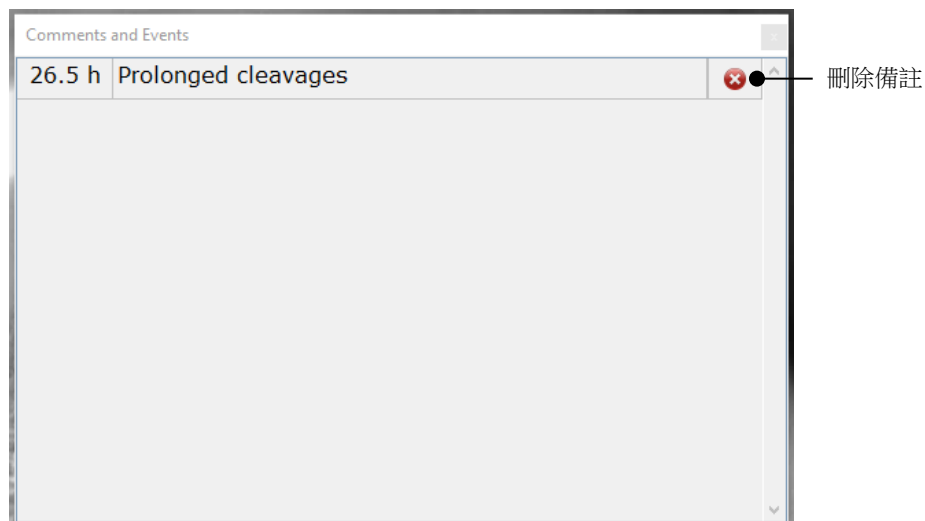 Comments and Events
26.5 h Prolonged cleavages
刪除備註